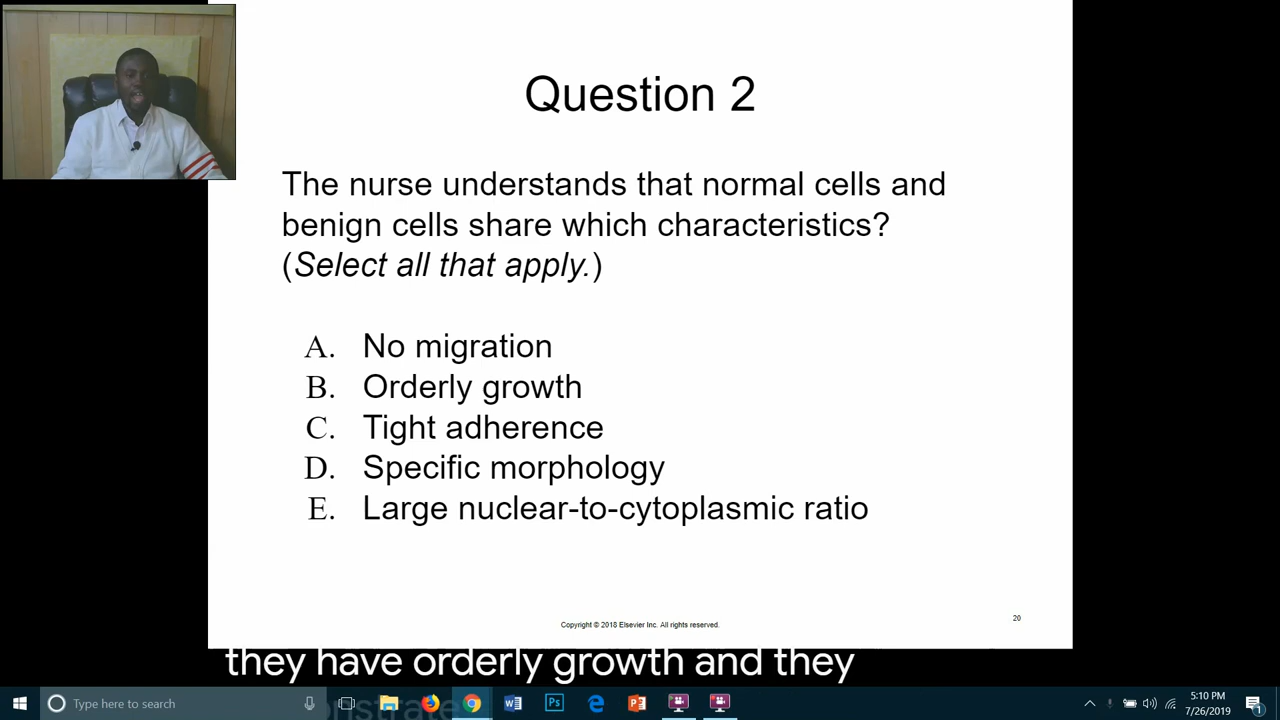 Question 2
The nurse understands that normal cells and
benign cells share which characteristics?
(Select all that apply.)
A. No migration
B. Orderly growth
C. Tight adherence
D. Specific morphology
E. Large nuclear-to-cytoplasmic ratio
20
Copyright © 2018 Elsevier Inc. All rights reserved.
they have orderly growth and they
Type here to search
5:10 PM
7/26/2019